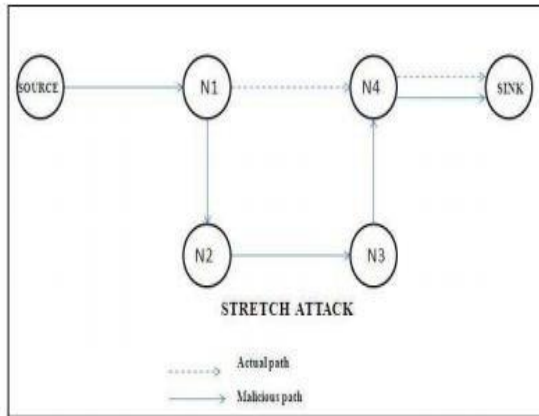 SOURCE
N1
N4
SINK
N2
N3
STRETCH ATTACK
Actual path
Malicious path